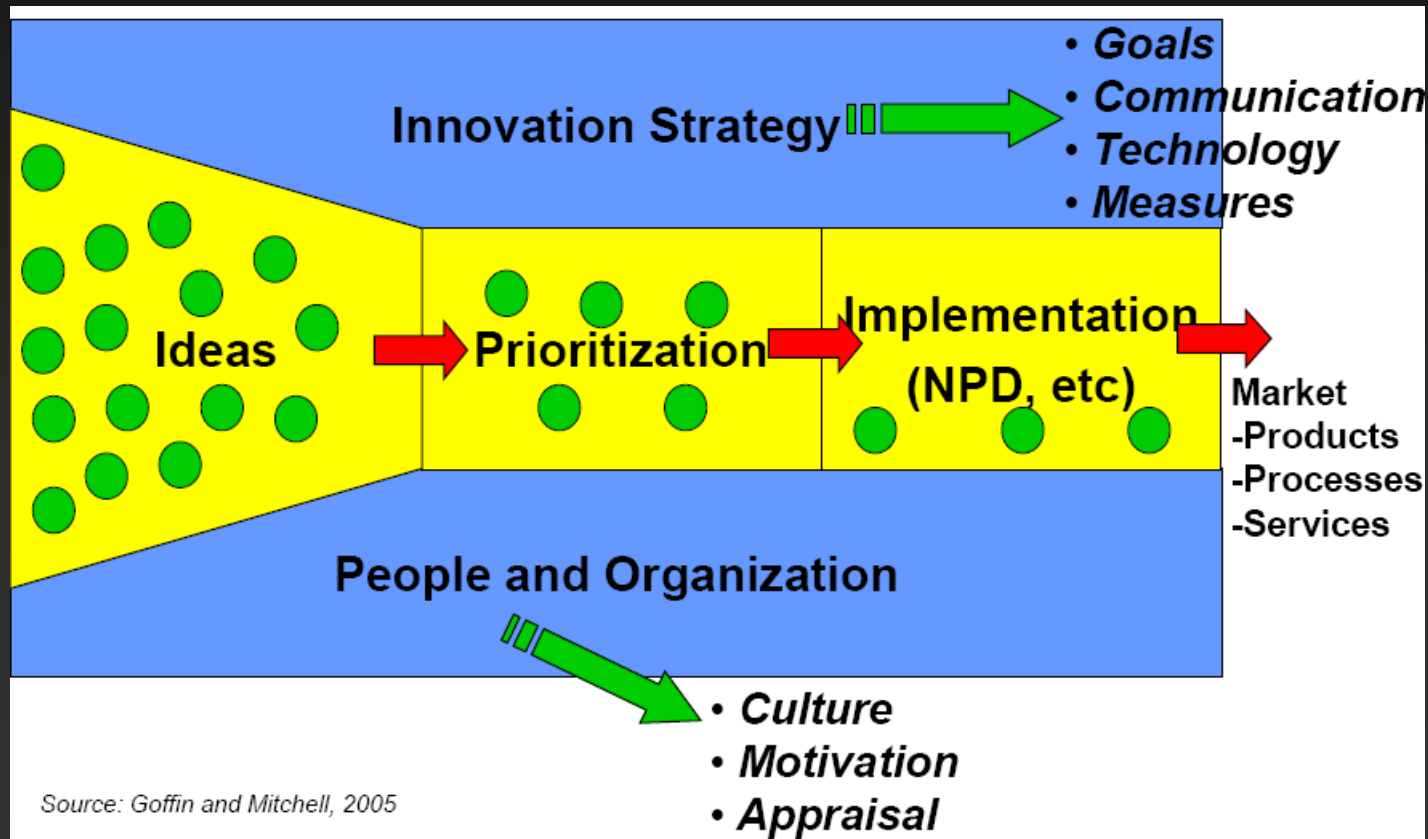 • Goals
• Communication
• Technology
• Measures
Innovation Strategy
Ideas
Prioritization
Implementation
(NPD, etc)
Market
-Products
-Processes
-Services
People and Organization
• Culture
• Motivation
• Appraisal
Source: Goffin and Mitchell, 2005